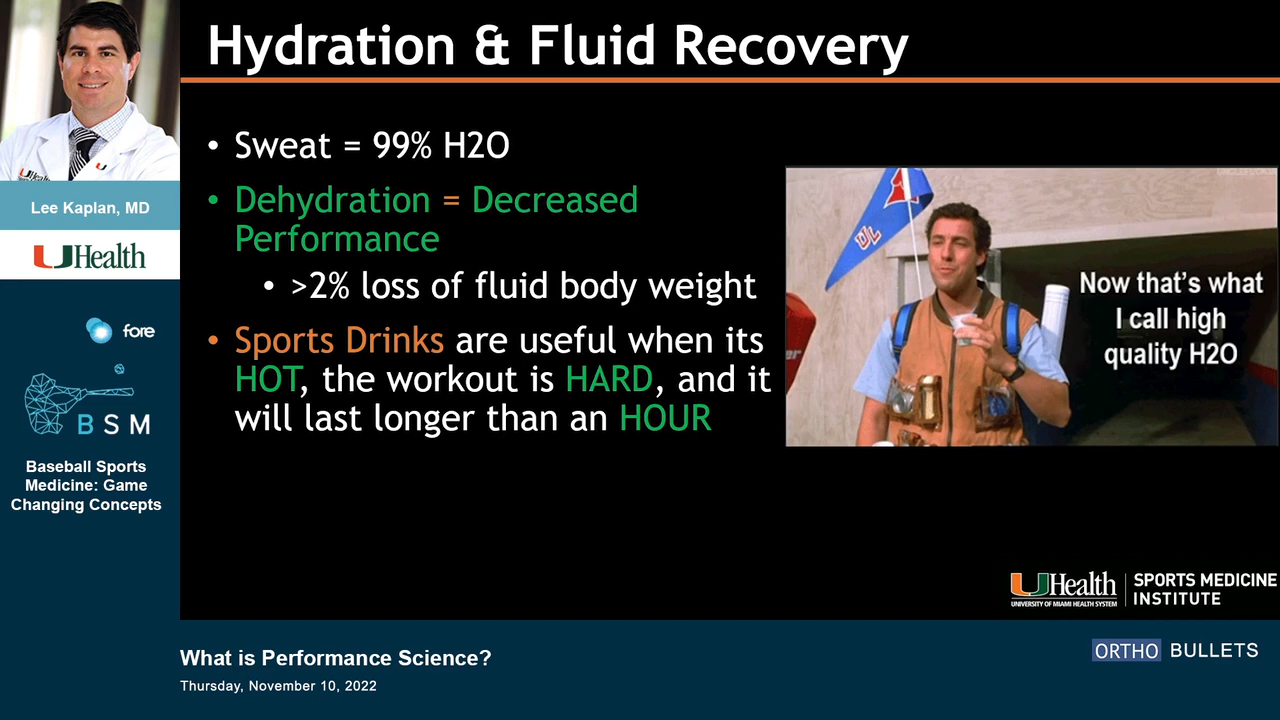 Hydration & Fluid Recovery
• Sweat = 99% H2O
• Dehydration = Decreased
Performance
• >2% loss of fluid body weight
• Sports Drinks are useful when its
HOT, the workout is HARD, and it
will last longer than an HOUR
UL
Now that's what
I call high
quality H2O
Lee Kaplan, MD
UHealth
fore
BSM
Baseball Sports
Medicine: Game
Changing Concepts
UHealth
UNIVERSITY OF MIAMI HEALTH SYSTEM
SPORTS MEDICINE
INSTITUTE
What is Performance Science?
Thursday, November 10, 2022
ORTHO BULLETS